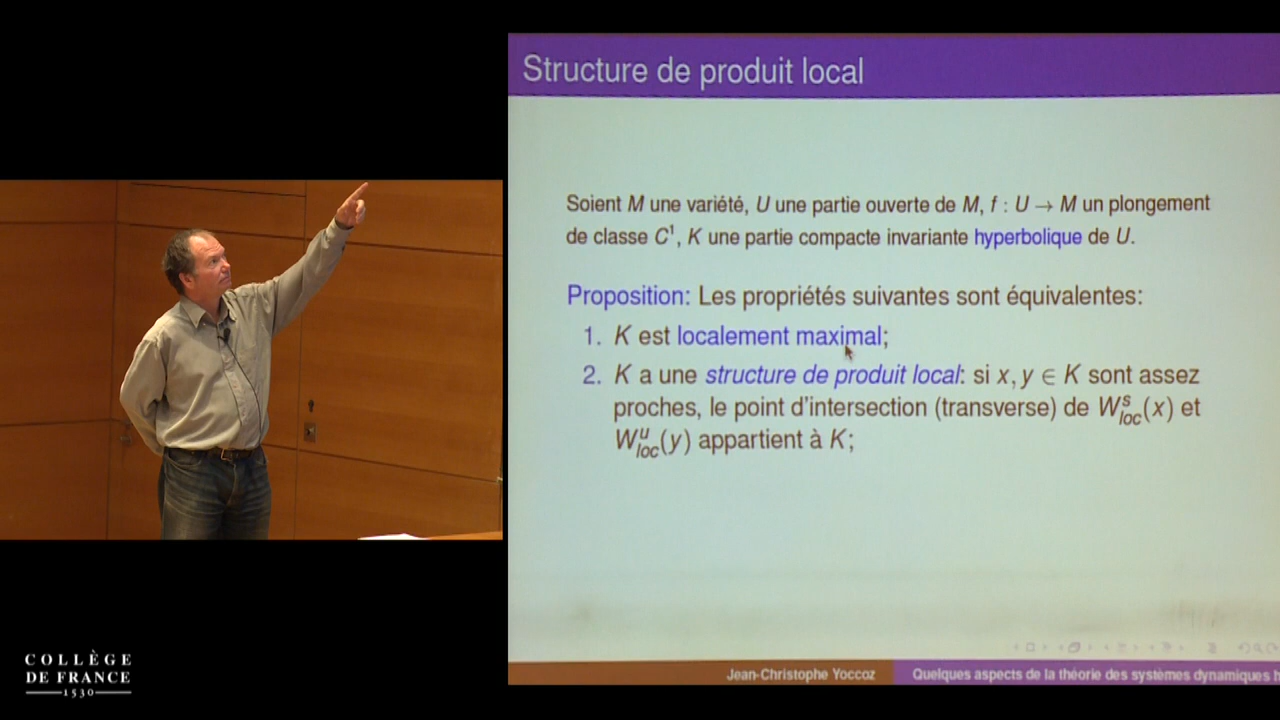 Structure de produit local
Soient M une variété, U une partie ouverte de M, f : U → M un plongement
de classe C¹, K une partie compacte invariante hyperbolique de U.
Proposition: Les propriétés suivantes sont équivalentes:
1. K est localement maximal;
2. K a une structure de produit local: si x, y ∈ K sont assez
proches, le point d'intersection (transverse) de Wˢ_loc(x) et
Wᵘ_loc(y) appartient à K;
Jean-Christophe Yoccoz
Quelques aspects de la théorie des systèmes dynamiques h
COLLÈGE
DE FRANCE
1530